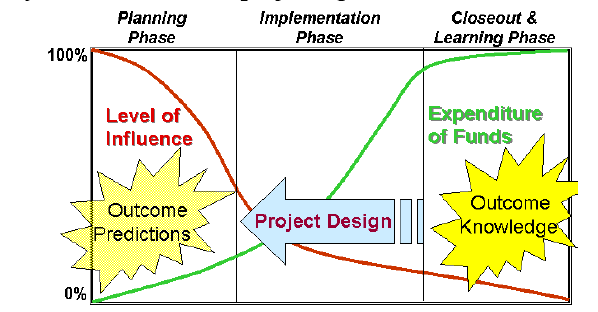 Planning
Phase
Implementation
Phase
Closeout &
Learning Phase
100%
Level of
Influence
Expenditure
of Funds
Outcome
Predictions
Project Design
Outcome
Knowledge
0%